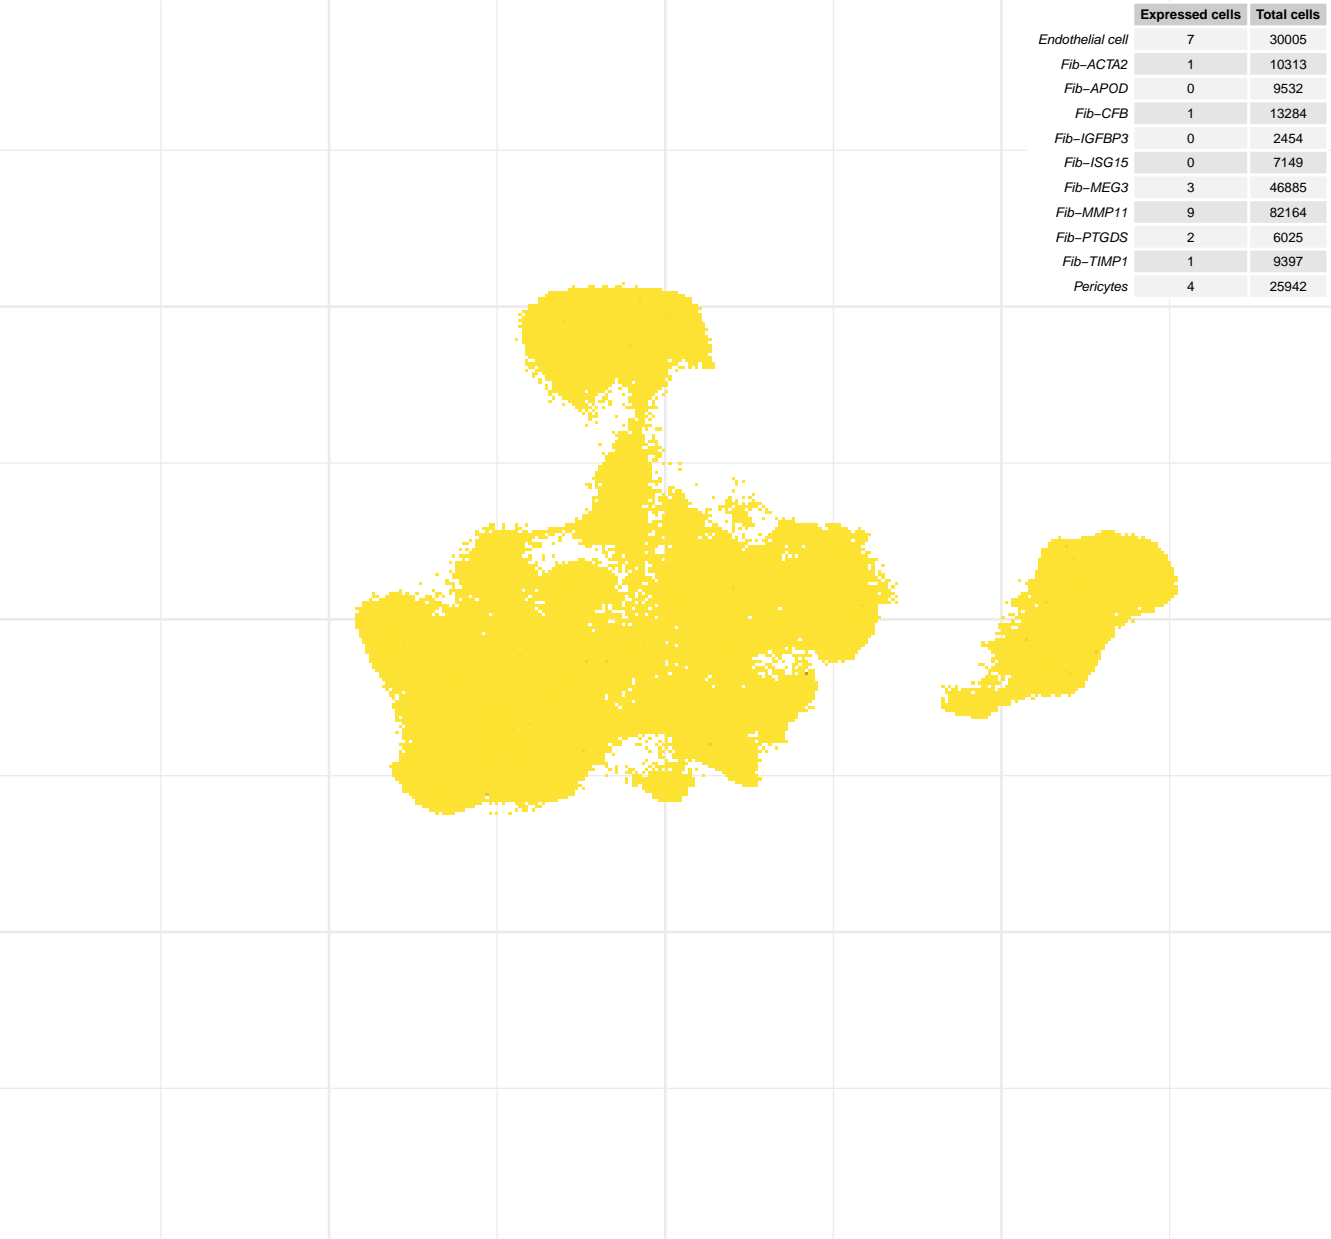 Expressed cells Total cells
Endothelial cell 7 30005
Fib−ACTA2 1 10313
Fib−APOD 0 9532
Fib−CFB 1 13284
Fib−IGFBP3 0 2454
Fib−ISG15 0 7149
Fib−MEG3 3 46885
Fib−MMP11 9 82164
Fib−PTGDS 2 6025
Fib−TIMP1 1 9397
Pericytes 4 25942